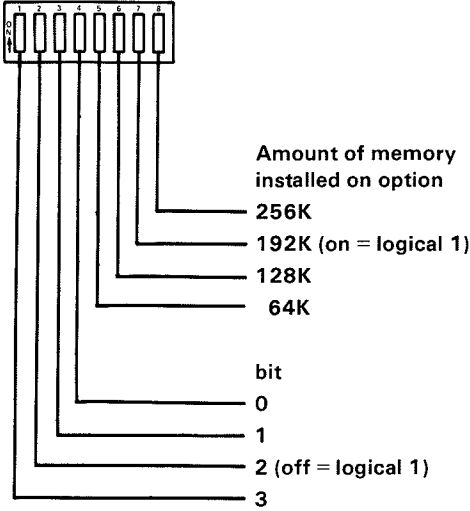 1 2 3 4 5 6 7 8
ON
Amount of memory
installed on option
256K
192K (on = logical 1)
128K
64K
bit
0
1
2 (off = logical 1)
3